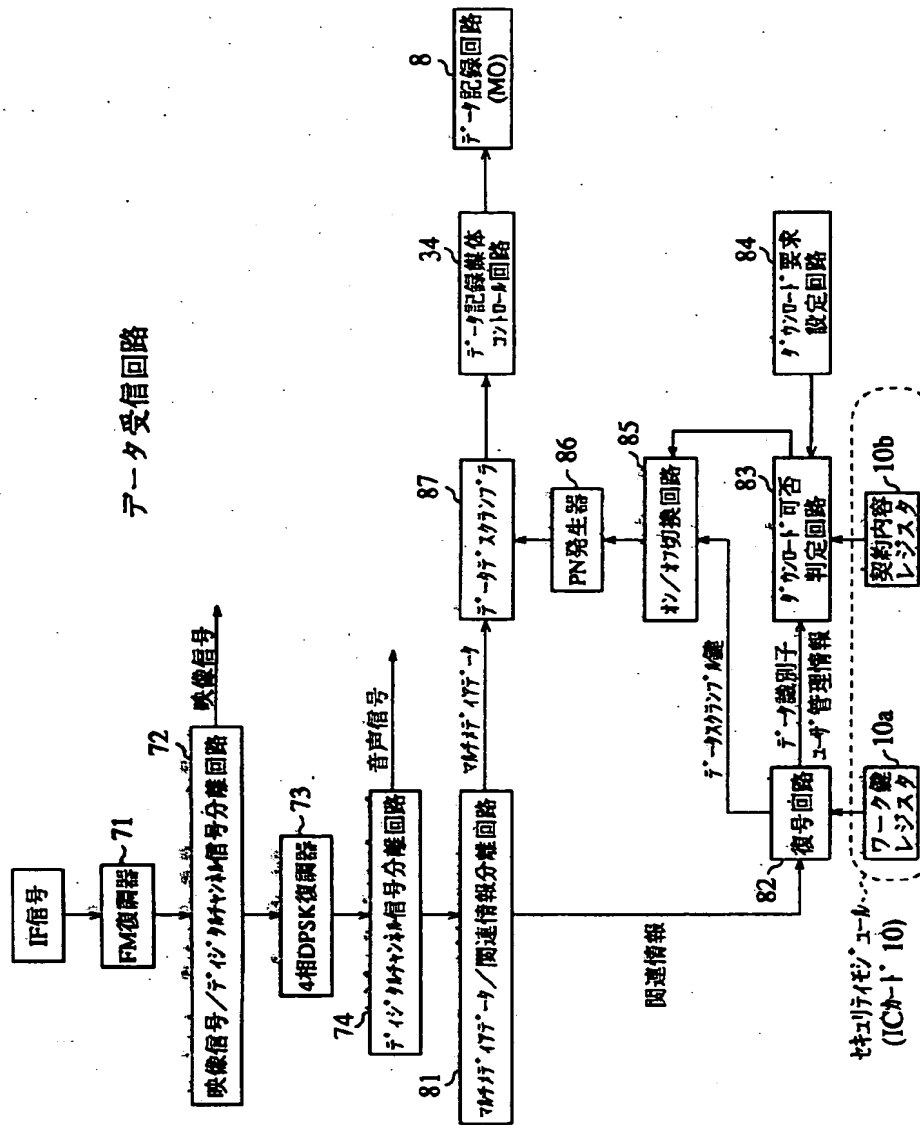 データ受信回路
IF信号
71
FM復調器
72
映像信号/ディジタルチャンネル信号分離回路
映像信号
73
4相DPSK復調器
74
ディジタルチャンネル信号分離回路
音声信号
81
マルチメディアデータ/関連情報分離回路
マルチメディアデータ
関連情報
87
データデスクランブラ
34
データ記録媒体
コントロール回路
8
データ記録回路
(MO)
86
PN発生器
85
オン/オフ切換回路
データスクランブル鍵
82
復号回路
データ識別子
ユーザ管理情報
83
ダウンロード可否
判定回路
84
ダウンロード要求
設定回路
10a
ワーク鍵
レジスタ
10b
契約内容
レジスタ
セキュリティモジュール
(ICカード10)